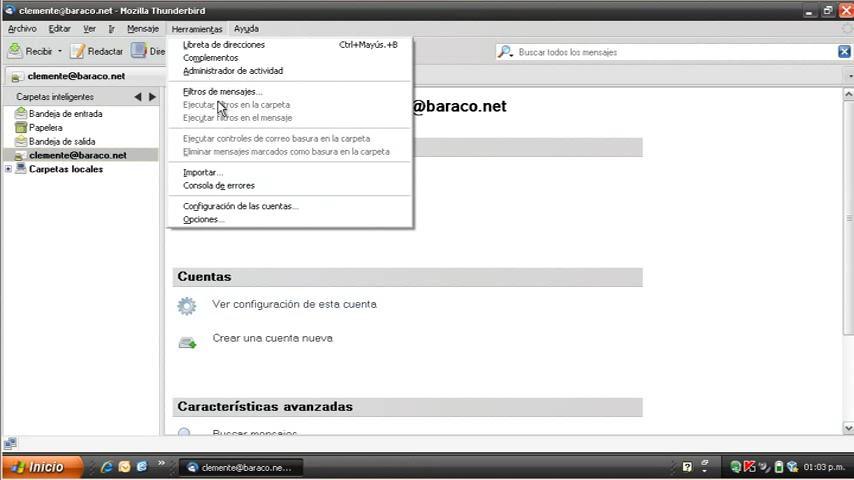 clemente@baraco.net - Mozilla Thunderbird
Archivo Editar Ver Ir Mensaje Herramientas Ayuda
Recibir Redactar Dire
Buscar todos los mensajes
clemente@baraco.net
Carpetas inteligentes
Bandeja de entrada
Papelera
Bandeja de salida
clemente@baraco.net
Carpetas locales
Libreta de direcciones Ctrl+Mayús.+B
Complementos
Administrador de actividad
Filtros de mensajes...
Ejecutar filtros en la carpeta
Ejecutar filtros en el mensaje
Ejecutar controles de correo basura en la carpeta
Eliminar mensajes marcados como basura en la carpeta
Importar...
Consola de errores
Configuración de las cuentas...
Opciones...
@baraco.net
Cuentas
Ver configuración de esta cuenta
Crear una cuenta nueva
Características avanzadas
Buscar mensajes
Inicio
»
clemente@baraco.ne...
01:03 p.m.